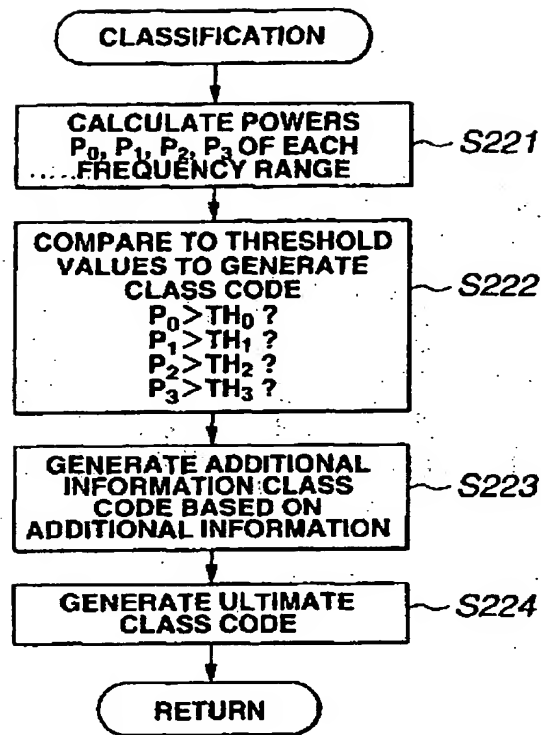 CLASSIFICATION
CALCULATE POWERS
P₀, P₁, P₂, P₃ OF EACH
FREQUENCY RANGE
S221
COMPARE TO THRESHOLD
VALUES TO GENERATE
CLASS CODE
P₀>TH₀ ?
P₁>TH₁ ?
P₂>TH₂ ?
P₃>TH₃ ?
S222
GENERATE ADDITIONAL
INFORMATION CLASS
CODE BASED ON
ADDITIONAL INFORMATION
S223
GENERATE ULTIMATE
CLASS CODE
S224
RETURN